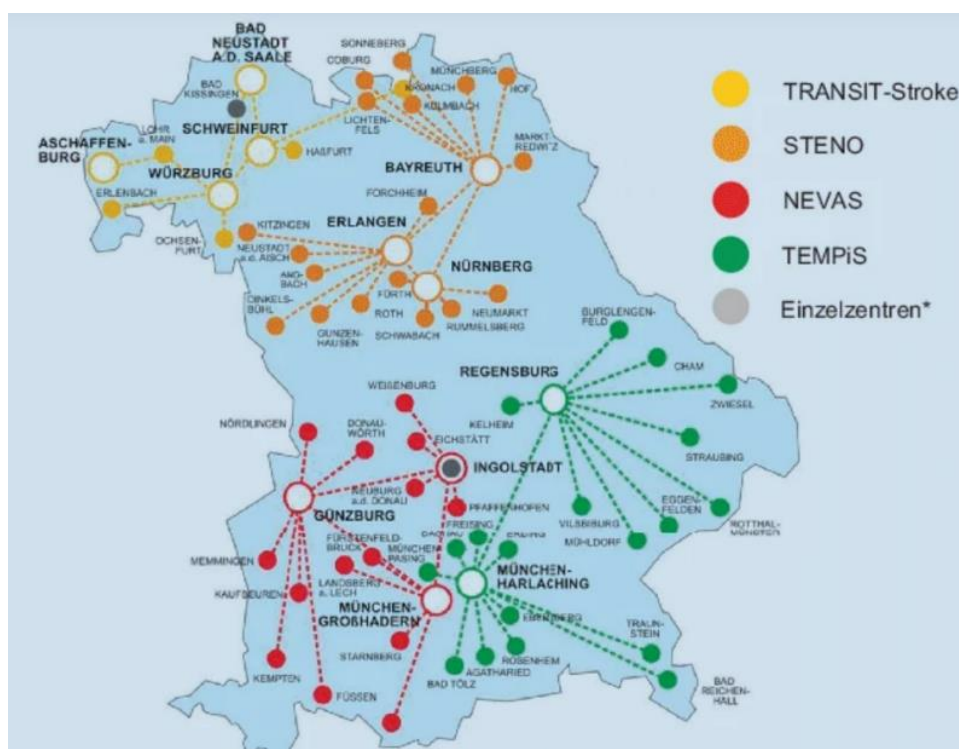 BAD
NEUSTADT
A.D. SAALE
BAD
KISSINGEN
SCHWEINFURT
ASCHAFFEN-
BURG
LOHR
a. MAIN
HAßFURT
WÜRZBURG
ERLENBACH
OCHSEN-
FURT
SONNEBERG
COBURG
MÜNCHBERG
KRONACH
HOF
KULMBACH
LICHTEN-
FELS
MARKT
REDWITZ
BAYREUTH
FORCHHEIM
KITZINGEN
ERLANGEN
NEUSTADT
a.d. AISCH
NÜRNBERG
BACH
FÜRTH
DINKELS-
BÜHL
ROTH
NEUMARKT
GUNZEN-
HAUSEN
SCHWABACH
RUMMELSBERG
BURGLENGEN-
FELD
REGENSBURG
CHAM
WEIßENBURG
ZWIESEL
KELHEIM
NÖRDLINGEN
DONAU-
WÖRTH
EICHSTÄTT
STRAUBING
INGOLSTADT
NEUBURG
a.d. DONAU
PFAFFENHOFEN
EGGEN-
FELDEN
GÜNZBURG
FREISING
VILSBIBURG
ROTTHAL-
MÜNSTER
FÜRSTENFELD-
BRUCK
MÜNCHEN
PASING
MÜHLDORF
MEMMINGEN
MÜNCHEN-
HARLACHING
KAUFBEUREN
LANDSBERG
a. LECH
MÜNCHEN-
GROßHADERN
EBERSBERG
TRAUN-
STEIN
STARNBERG
ROSENHEIM
AGATHARIED
KEMPTEN
BAD TÖLZ
BAD
REICHEN-
HALL
FÜSSEN
TRANSIT-Stroke
STENO
NEVAS
TEMPiS
Einzelzentren*